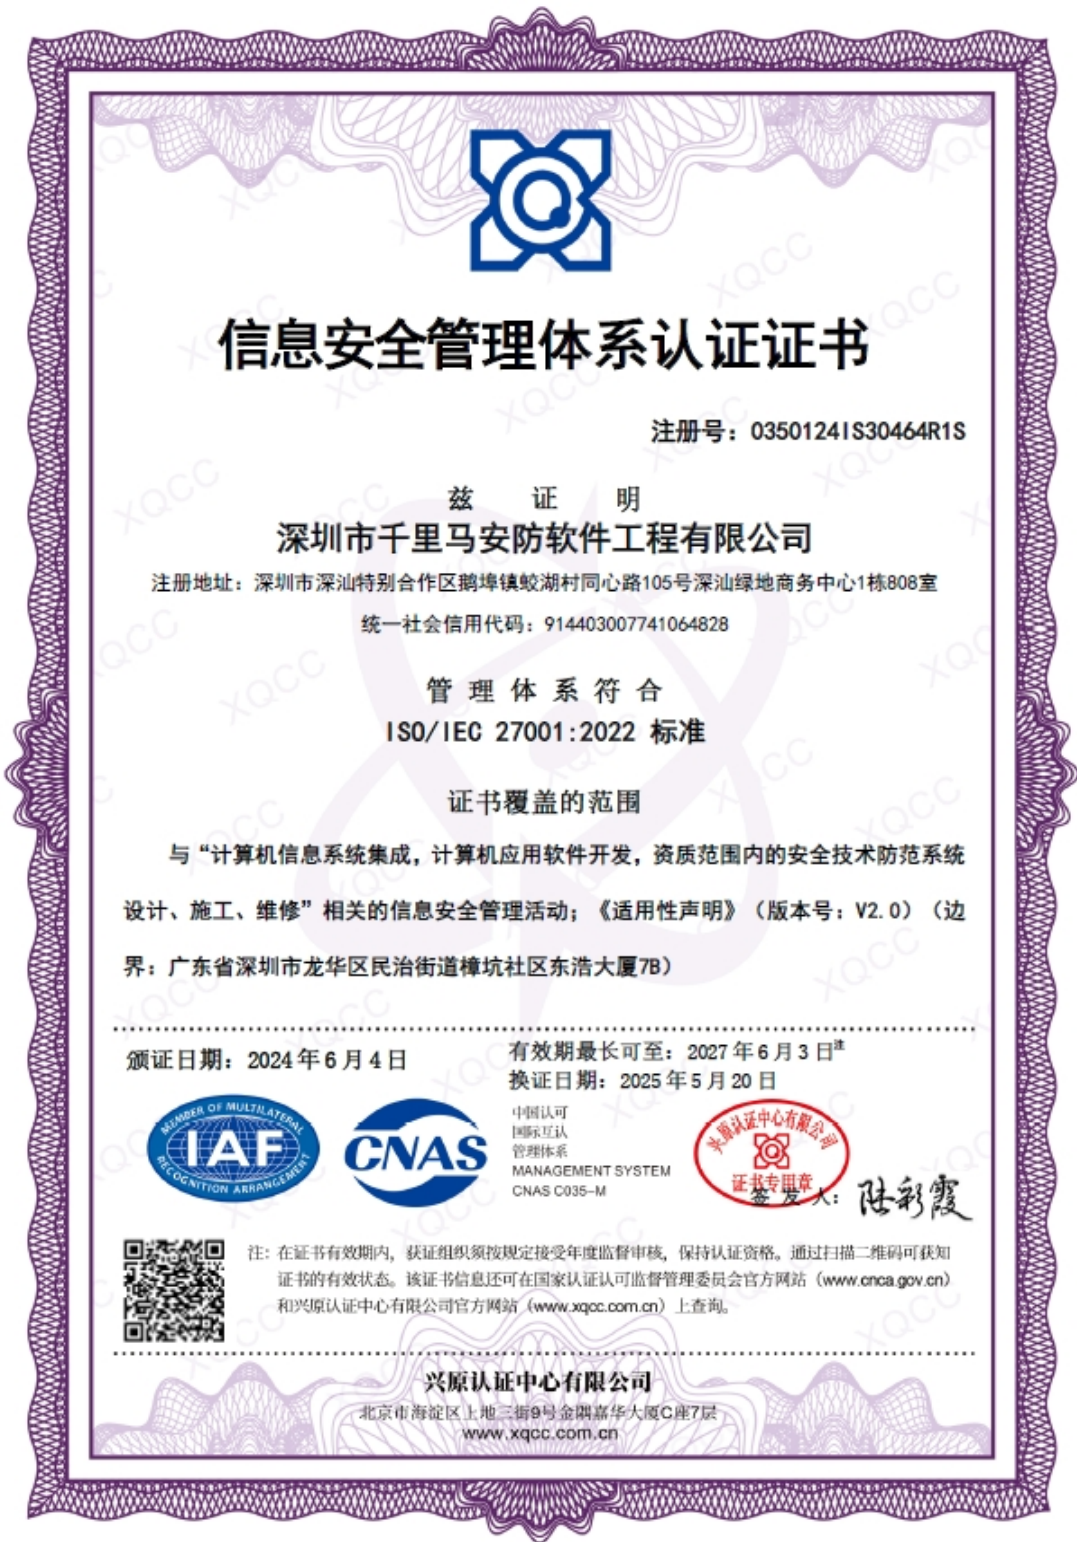 信息安全管理体系认证证书
注册号：0350124IS30464R1S
兹 证 明
深圳市千里马安防软件工程有限公司
注册地址：深圳市深汕特别合作区鹅埠镇蛟湖村同心路105号深汕绿地商务中心1栋808室
统一社会信用代码：914403007741064828
管 理 体 系 符 合
ISO/IEC 27001:2022 标准
证书覆盖的范围
与“计算机信息系统集成，计算机应用软件开发，资质范围内的安全技术防范系统
设计、施工、维修”相关的信息安全管理活动；《适用性声明》（版本号：V2.0）（边
界：广东省深圳市龙华区民治街道樟坑社区东浩大厦7B）
颁证日期：2024年6月4日
有效期最长可至：2027年6月3日注
换证日期：2025年5月20日
MEMBER OF MULTILATERAL
IAF
RECOGNITION ARRANGEMENT
CNAS
中国认可
国际互认
管理体系
MANAGEMENT SYSTEM
CNAS C035-M
兴原认证中心有限公司
证书专用章
签 发 人：陆彩霞
注：在证书有效期内，获证组织须按规定接受年度监督审核，保持认证资格。通过扫描二维码可获知
证书的有效状态。该证书信息还可在国家认证认可监督管理委员会官方网站（www.cnca.gov.cn）
和兴原认证中心有限公司官方网站（www.xqcc.com.cn）上查询。
兴原认证中心有限公司
北京市海淀区上地三街9号金隅嘉华大厦C座7层
www.xqcc.com.cn